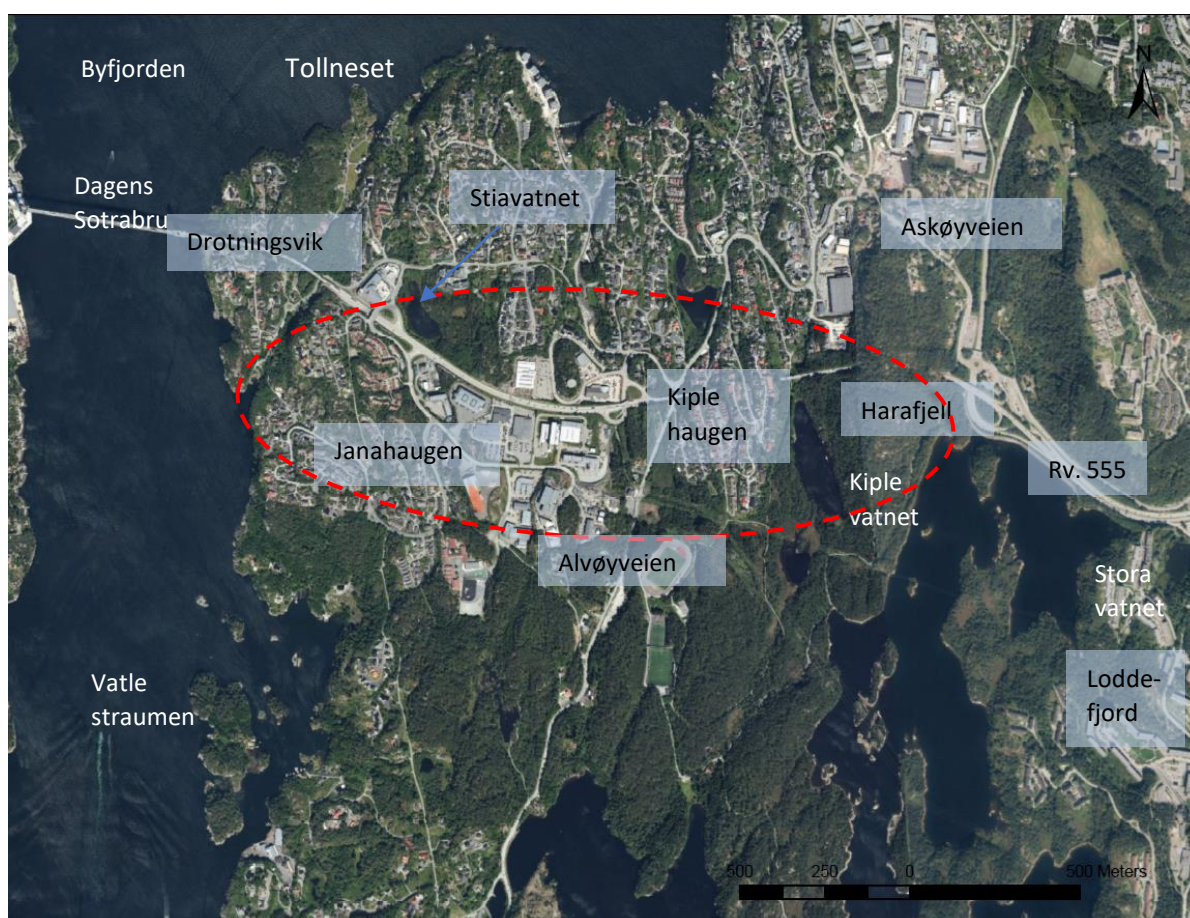 Byfjorden
Tollneset
N
Dagens
Sotrabru
Stiavatnet
Drotningsvik
Askøyveien
Kiple
haugen
Harafjell
Janahaugen
Rv. 555
Kiple
vatnet
Alvøyveien
Stora
vatnet
Vatle
straumen
Lodde-
fjord
500 250 0 500 Meters